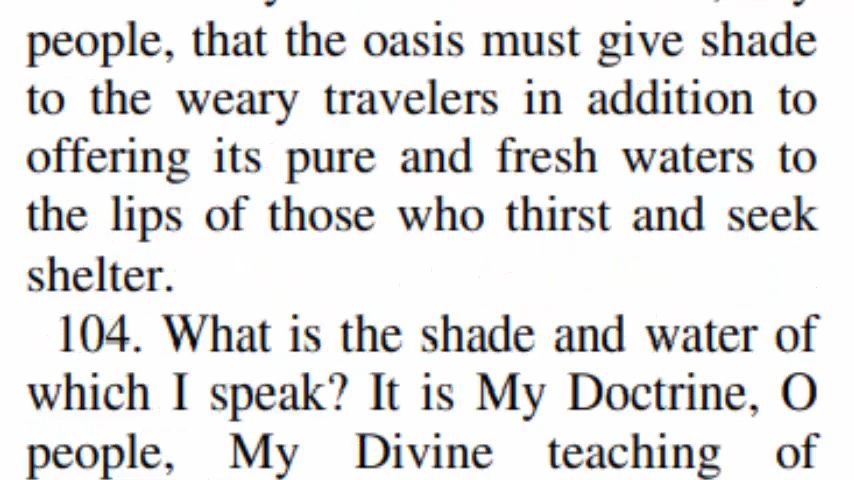 people, that the oasis must give shade
to the weary travelers in addition to
offering its pure and fresh waters to
the lips of those who thirst and seek
shelter.
104. What is the shade and water of
which I speak? It is My Doctrine, O
people, My Divine teaching of